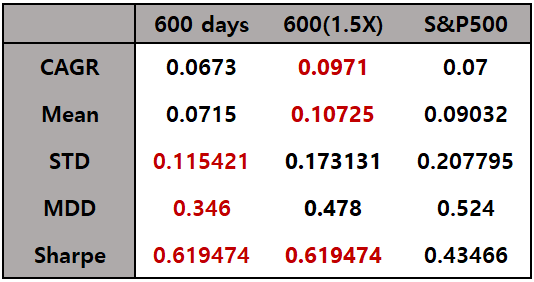 600 days 600(1.5X) S&P500
CAGR 0.0673 0.0971 0.07
Mean 0.0715 0.10725 0.09032
STD 0.115421 0.173131 0.207795
MDD 0.346 0.478 0.524
Sharpe 0.619474 0.619474 0.43466